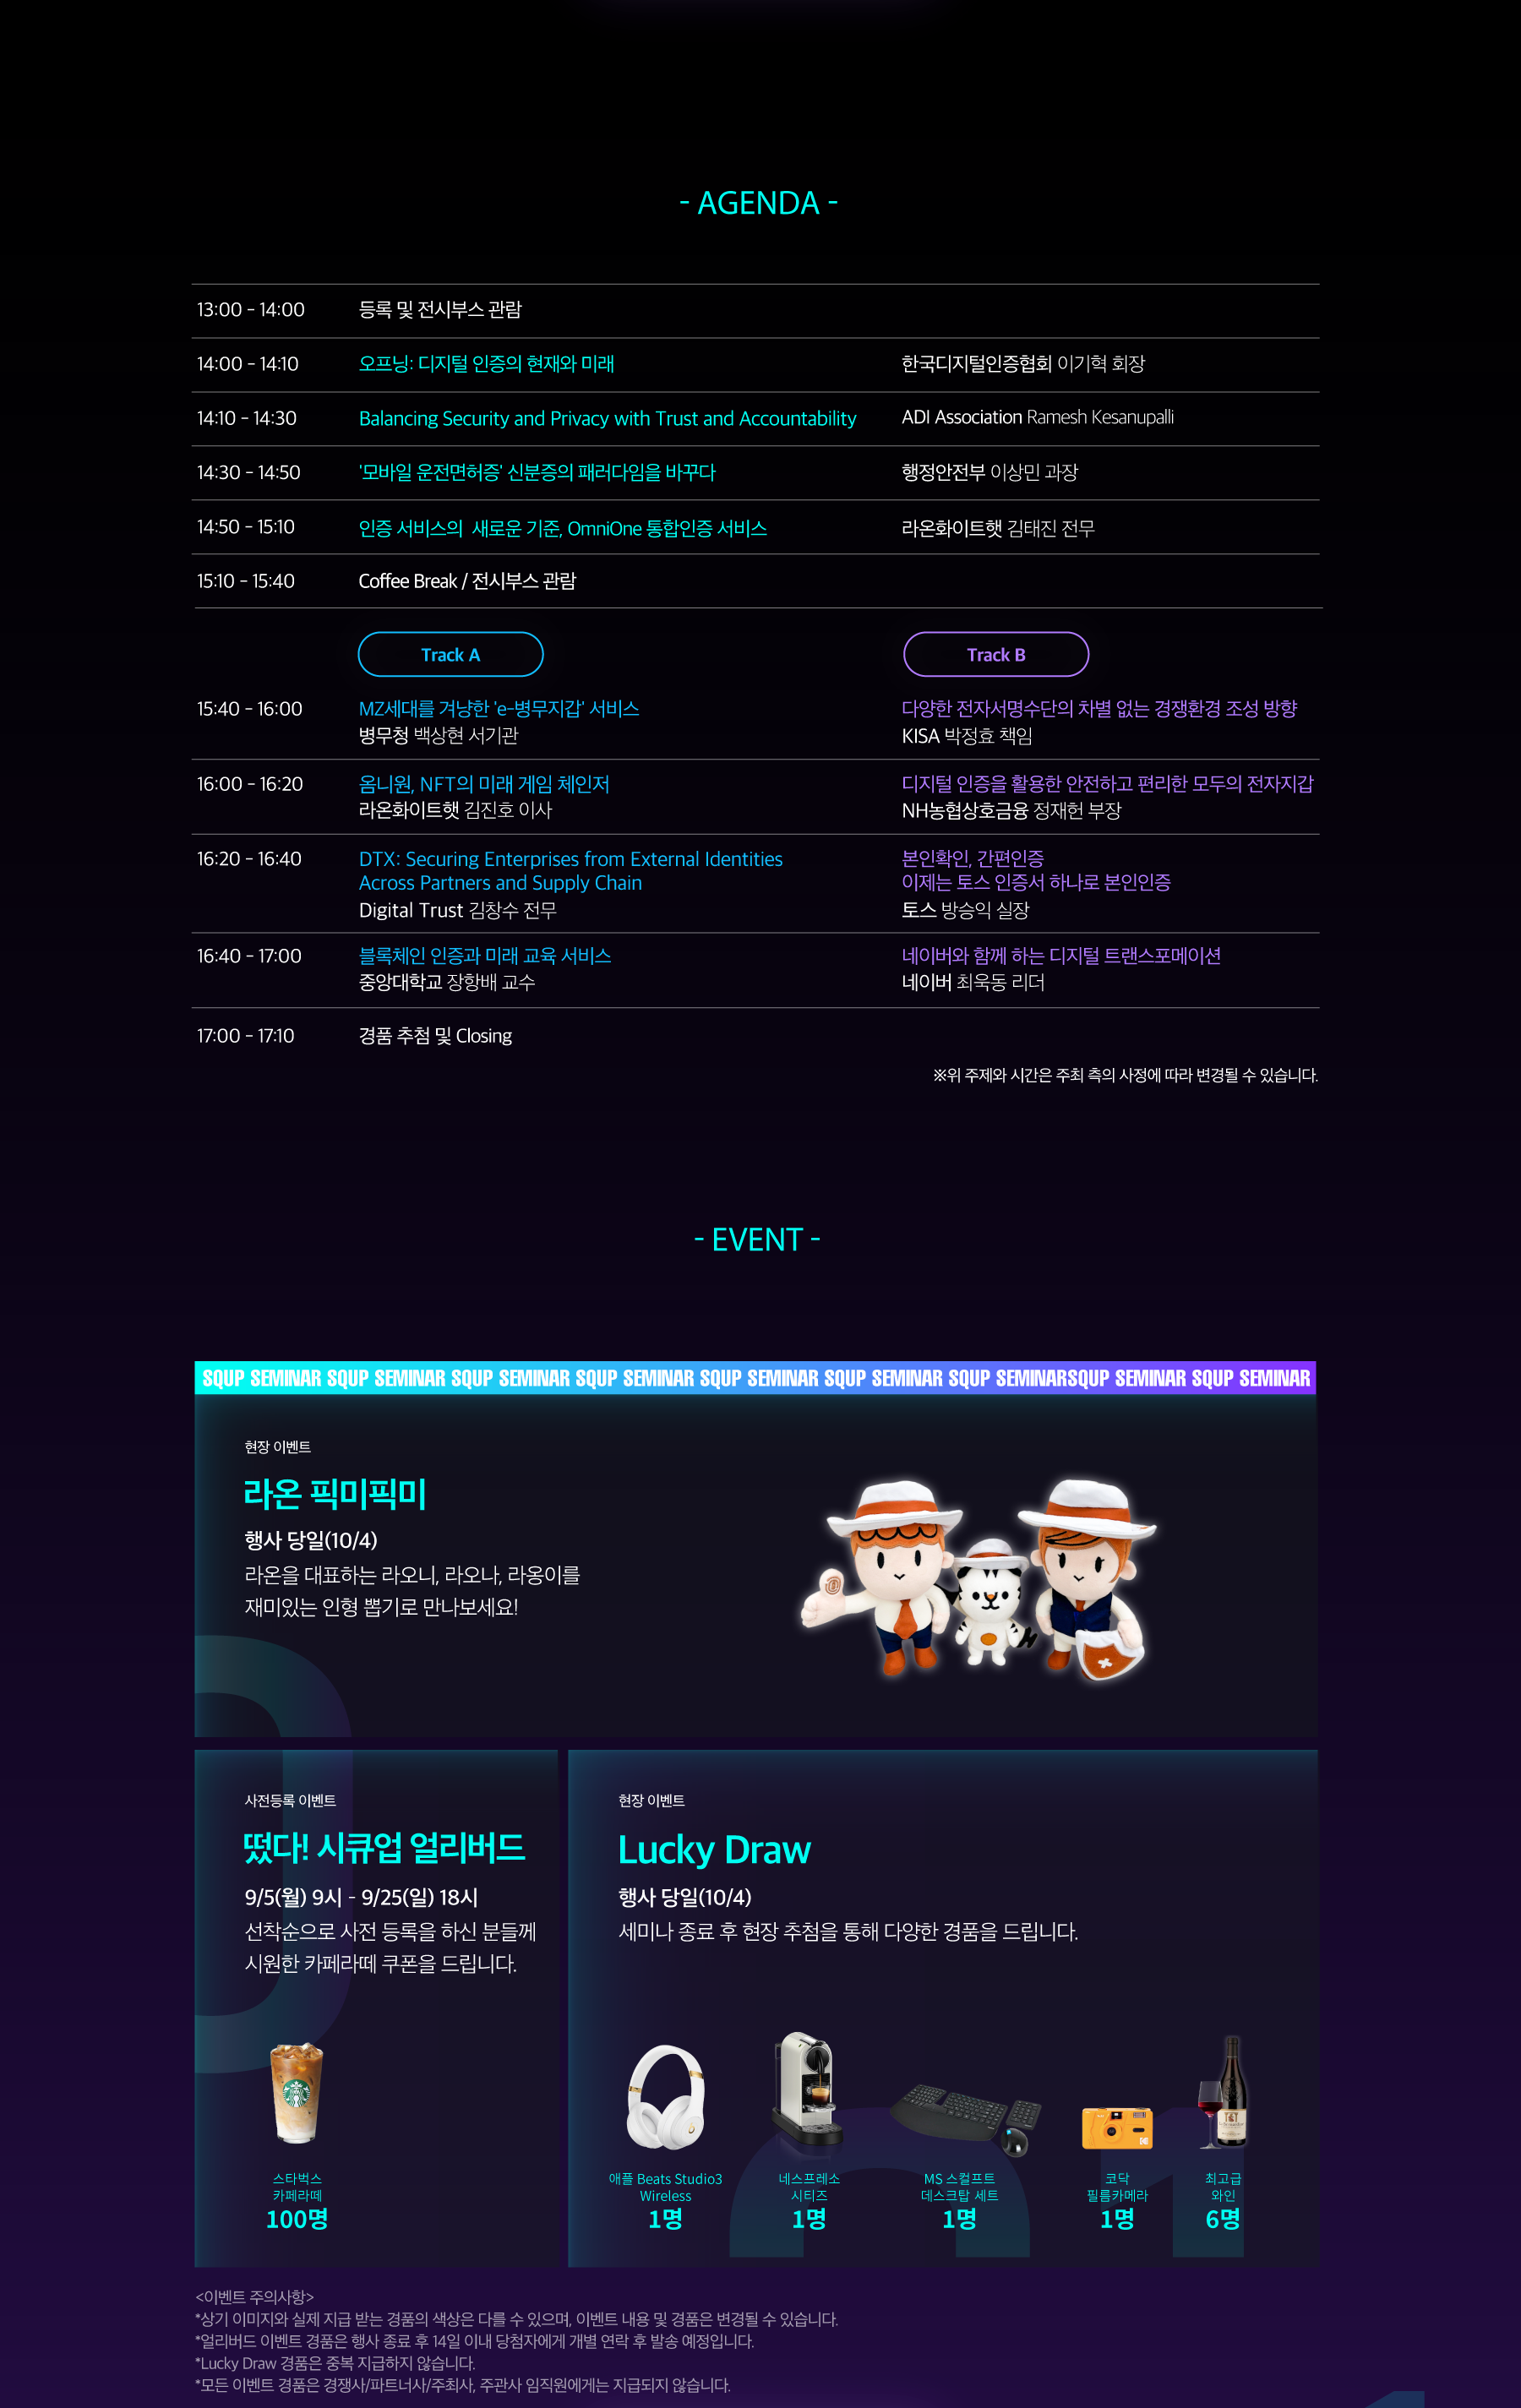 - AGENDA -
13:00 - 14:00 등록 및 전시부스 관람
14:00 - 14:10 오프닝: 디지털 인증의 현재와 미래 한국디지털인증협회 이기혁 회장
14:10 - 14:30 Balancing Security and Privacy with Trust and Accountability ADI Association Ramesh Kesanupalli
14:30 - 14:50 '모바일 운전면허증' 신분증의 패러다임을 바꾸다 행정안전부 이상민 과장
14:50 - 15:10 인증 서비스의 새로운 기준, OmniOne 통합인증 서비스 라온화이트햇 김태진 전무
15:10 - 15:40 Coffee Break / 전시부스 관람
Track A Track B
15:40 - 16:00 MZ세대를 겨냥한 'e-병무지갑' 서비스 다양한 전자서명수단의 차별 없는 경쟁환경 조성 방향
병무청 백상현 서기관 KISA 박정효 책임
16:00 - 16:20 옴니원, NFT의 미래 게임 체인저 디지털 인증을 활용한 안전하고 편리한 모두의 전자지갑
라온화이트햇 김진호 이사 NH농협상호금융 정재헌 부장
16:20 - 16:40 DTX: Securing Enterprises from External Identities 본인확인, 간편인증
Across Partners and Supply Chain 이제는 토스 인증서 하나로 본인인증
Digital Trust 김창수 전무 토스 방승익 실장
16:40 - 17:00 블록체인 인증과 미래 교육 서비스 네이버와 함께 하는 디지털 트랜스포메이션
중앙대학교 장항배 교수 네이버 최욱동 리더
17:00 - 17:10 경품 추첨 및 Closing
※위 주제와 시간은 주최 측의 사정에 따라 변경될 수 있습니다.
- EVENT -
SQUP SEMINAR SQUP SEMINAR SQUP SEMINAR SQUP SEMINAR SQUP SEMINAR SQUP SEMINAR SQUP SEMINARSQUP SEMINAR SQUP SEMINAR
현장 이벤트
라온 픽미픽미
행사 당일(10/4)
라온을 대표하는 라오니, 라오나, 라옹이를
재미있는 인형 뽑기로 만나보세요!
사전등록 이벤트
떴다! 시큐업 얼리버드
9/5(월) 9시 - 9/25(일) 18시
선착순으로 사전 등록을 하신 분들께
시원한 카페라떼 쿠폰을 드립니다.
스타벅스
카페라떼
100명
현장 이벤트
Lucky Draw
행사 당일(10/4)
세미나 종료 후 현장 추첨을 통해 다양한 경품을 드립니다.
애플 Beats Studio3 네스프레소 MS 스컬프트 코닥 최고급
Wireless 시티즈 데스크탑 세트 필름카메라 와인
1명 1명 1명 1명 6명
<이벤트 주의사항>
*상기 이미지와 실제 지급 받는 경품의 색상은 다를 수 있으며, 이벤트 내용 및 경품은 변경될 수 있습니다.
*얼리버드 이벤트 경품은 행사 종료 후 14일 이내 당첨자에게 개별 연락 후 발송 예정입니다.
*Lucky Draw 경품은 중복 지급하지 않습니다.
*모든 이벤트 경품은 경쟁사/파트너사/주최사, 주관사 임직원에게는 지급되지 않습니다.